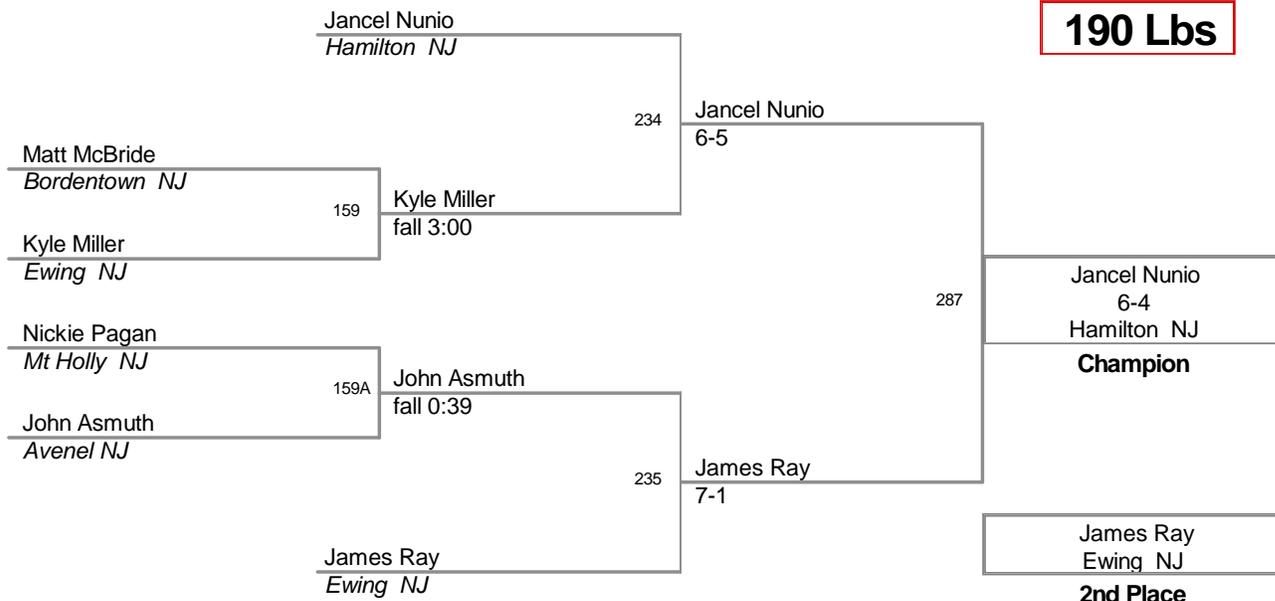 Jancel Nunio
Hamilton NJ
190 Lbs
234
Jancel Nunio
6-5
Matt McBride
Bordentown NJ
159
Kyle Miller
fall 3:00
Kyle Miller
Ewing NJ
287
Jancel Nunio
6-4
Hamilton NJ
Champion
Nickie Pagan
Mt Holly NJ
159A
John Asmuth
fall 0:39
John Asmuth
Avenel NJ
235
James Ray
7-1
James Ray
Ewing NJ
James Ray
Ewing NJ
2nd Place